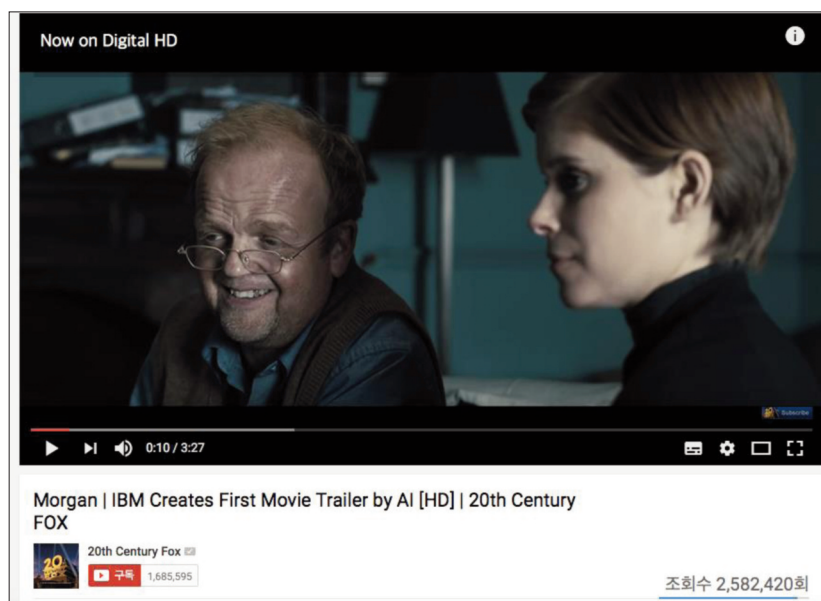 Now on Digital HD
Subscribe
0:10 / 3:27
Morgan | IBM Creates First Movie Trailer by AI [HD] | 20th Century
FOX
20th Century Fox
구독 1,685,595
조회수 2,582,420회